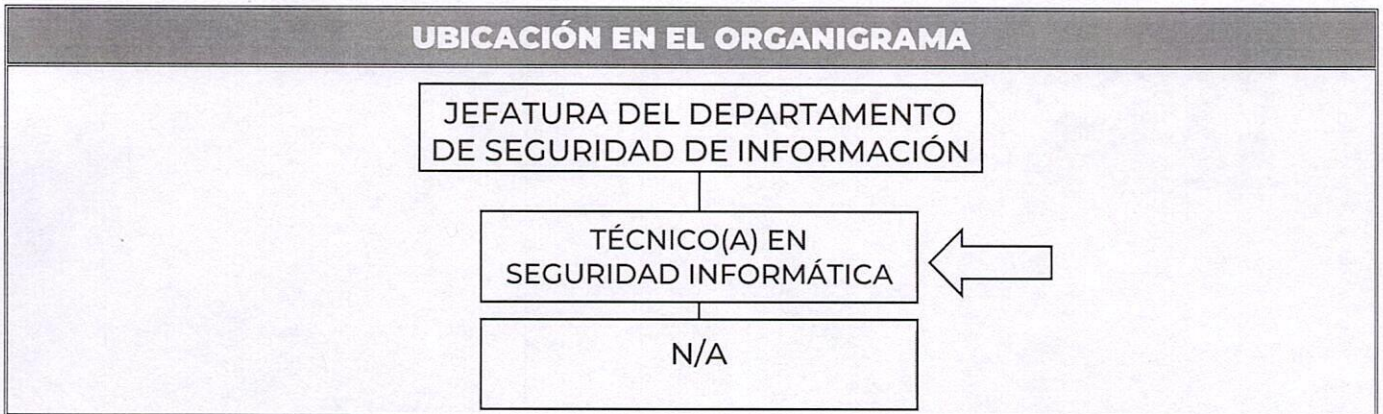 UBICACIÓN EN EL ORGANIGRAMA
JEFATURA DEL DEPARTAMENTO
DE SEGURIDAD DE INFORMACIÓN
TÉCNICO(A) EN
SEGURIDAD INFORMÁTICA
N/A